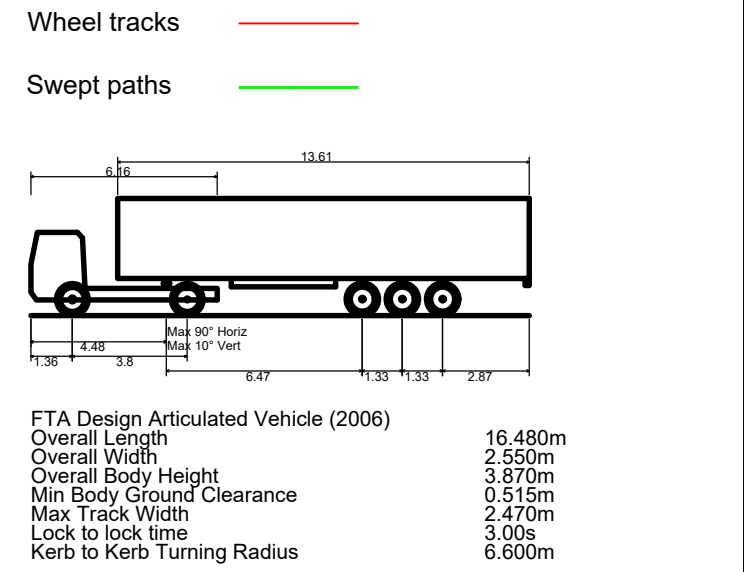 Wheel tracks
Swept paths
13.61
6.16
Max 90° Horiz
4.48 Max 10° Vert
1.36 3.8
6.47 1.33 1.33 2.87
FTA Design Articulated Vehicle (2006)
Overall Length 16.480m
Overall Width 2.550m
Overall Body Height 3.870m
Min Body Ground Clearance 0.515m
Max Track Width 2.470m
Lock to lock time 3.00s
Kerb to Kerb Turning Radius 6.600m